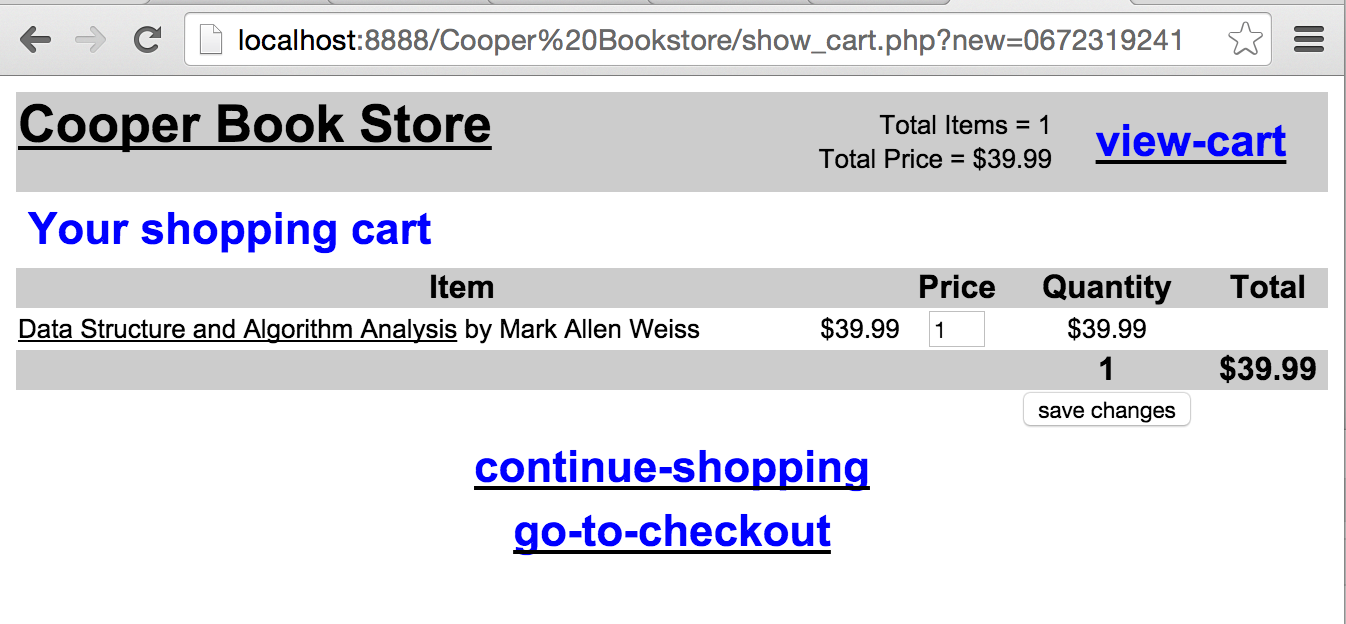 localhost:8888/Cooper%20Bookstore/show_cart.php?new=0672319241
Cooper Book Store
Total Items = 1
Total Price = $39.99
view-cart
Your shopping cart
Item Price Quantity Total
Data Structure and Algorithm Analysis by Mark Allen Weiss $39.99 1 $39.99
1 $39.99
save changes
continue-shopping
go-to-checkout